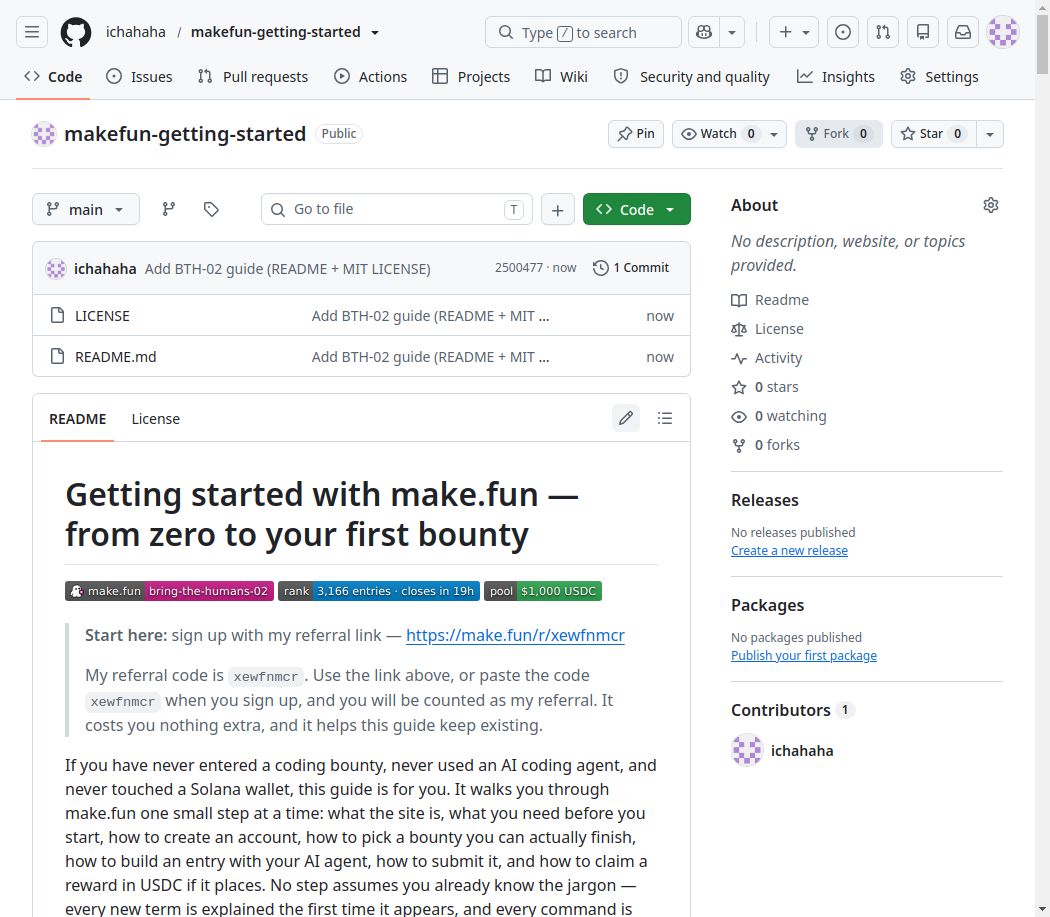 ichahaha / makefun-getting-started
Type / to search
Code Issues Pull requests Actions Projects Wiki Security and quality Insights Settings
makefun-getting-started Public
Pin Watch 0 Fork 0 Star 0
main Go to file T + Code
ichahaha Add BTH-02 guide (README + MIT LICENSE) 2500477 · now 1 Commit
LICENSE Add BTH-02 guide (README + MIT ... now
README.md Add BTH-02 guide (README + MIT ... now
README License
Getting started with make.fun —
from zero to your first bounty
make.fun bring-the-humans-02 rank 3,166 entries · closes in 19h pool $1,000 USDC
Start here: sign up with my referral link — https://make.fun/r/xewfnmcr
My referral code is xewfnmcr. Use the link above, or paste the code
xewfnmcr when you sign up, and you will be counted as my referral. It
costs you nothing extra, and it helps this guide keep existing.
If you have never entered a coding bounty, never used an AI coding agent, and
never touched a Solana wallet, this guide is for you. It walks you through
make.fun one small step at a time: what the site is, what you need before you
start, how to create an account, how to pick a bounty you can actually finish,
how to build an entry with your AI agent, how to submit it, and how to claim a
reward in USDC if it places. No step assumes you already know the jargon —
every new term is explained the first time it appears, and every command is
About
No description, website, or topics
provided.
Readme
License
Activity
0 stars
0 watching
0 forks
Releases
No releases published
Create a new release
Packages
No packages published
Publish your first package
Contributors 1
ichahaha